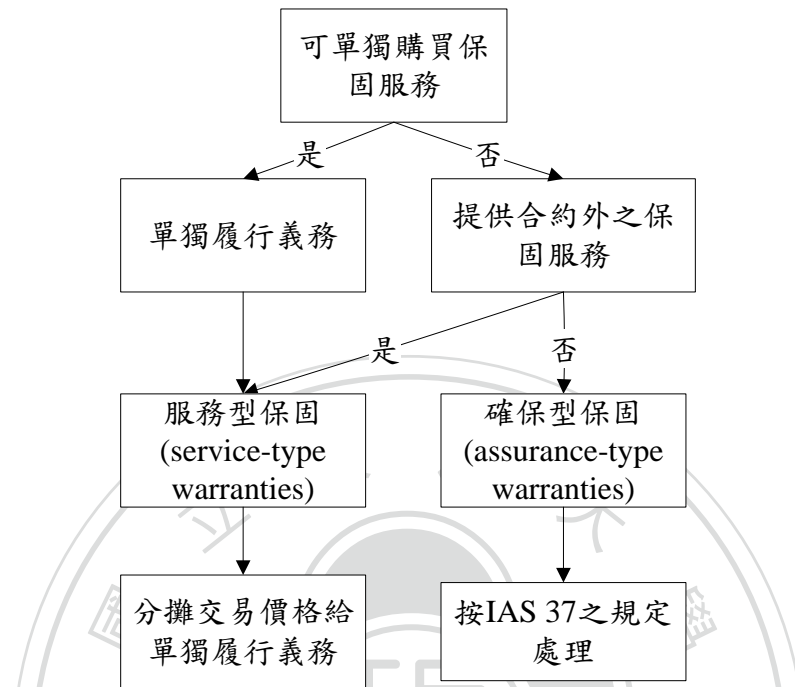 可單獨購買保
固服務
是
否
單獨履行義務
提供合約外之保
固服務
是
否
服務型保固
(service-type
warranties)
確保型保固
(assurance-type
warranties)
分攤交易價格給
單獨履行義務
按IAS 37之規定
處理
立
大
學